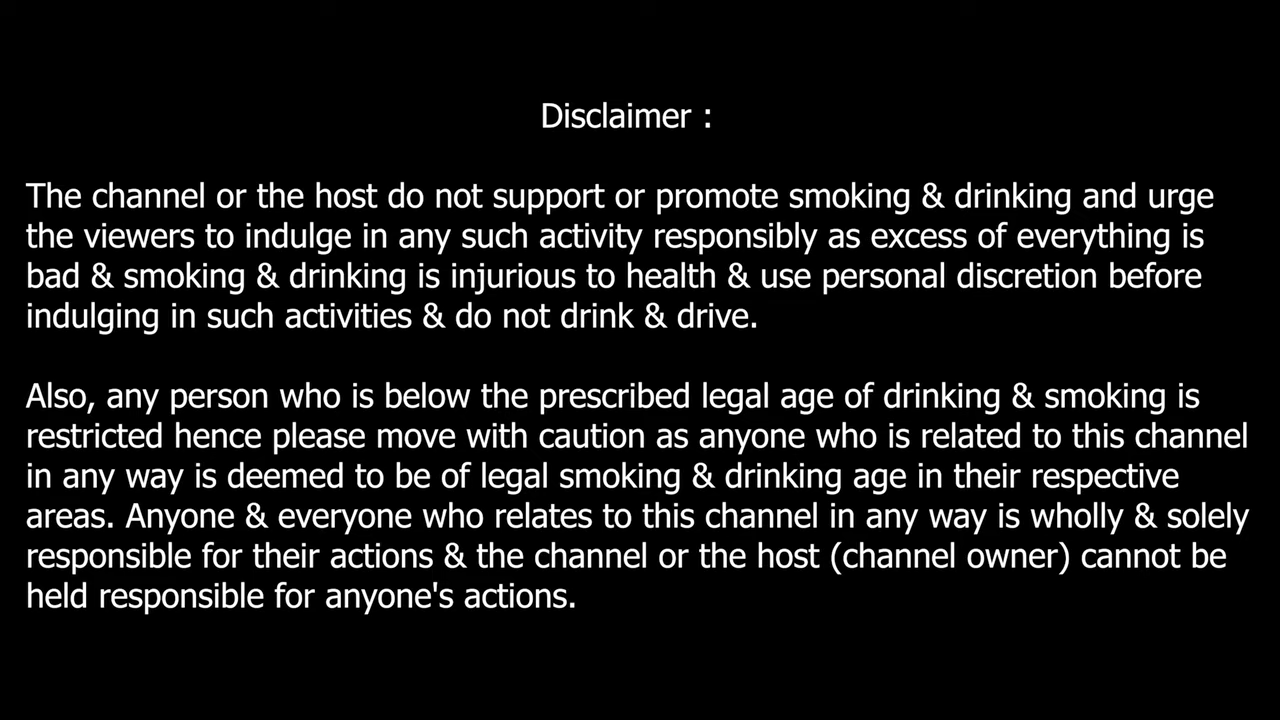 Disclaimer :
The channel or the host do not support or promote smoking & drinking and urge
the viewers to indulge in any such activity responsibly as excess of everything is
bad & smoking & drinking is injurious to health & use personal discretion before
indulging in such activities & do not drink & drive.
Also, any person who is below the prescribed legal age of drinking & smoking is
restricted hence please move with caution as anyone who is related to this channel
in any way is deemed to be of legal smoking & drinking age in their respective
areas. Anyone & everyone who relates to this channel in any way is wholly & solely
responsible for their actions & the channel or the host (channel owner) cannot be
held responsible for anyone's actions.